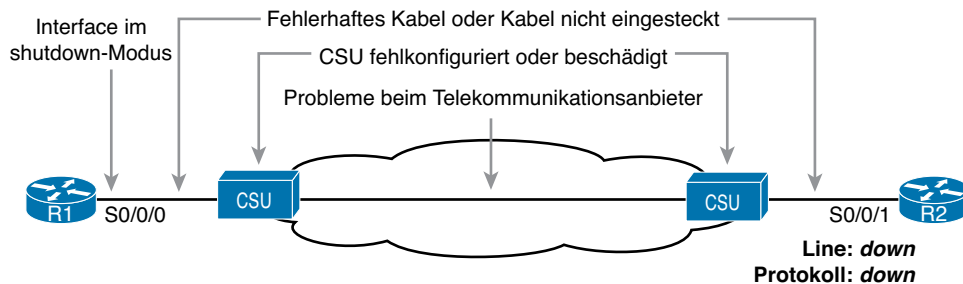 Interface im
shutdown-Modus
Fehlerhaftes Kabel oder Kabel nicht eingesteckt
CSU fehlkonfiguriert oder beschädigt
Probleme beim Telekommunikationsanbieter
R1
S0/0/0
CSU
CSU
S0/0/1
R2
Line: down
Protokoll: down